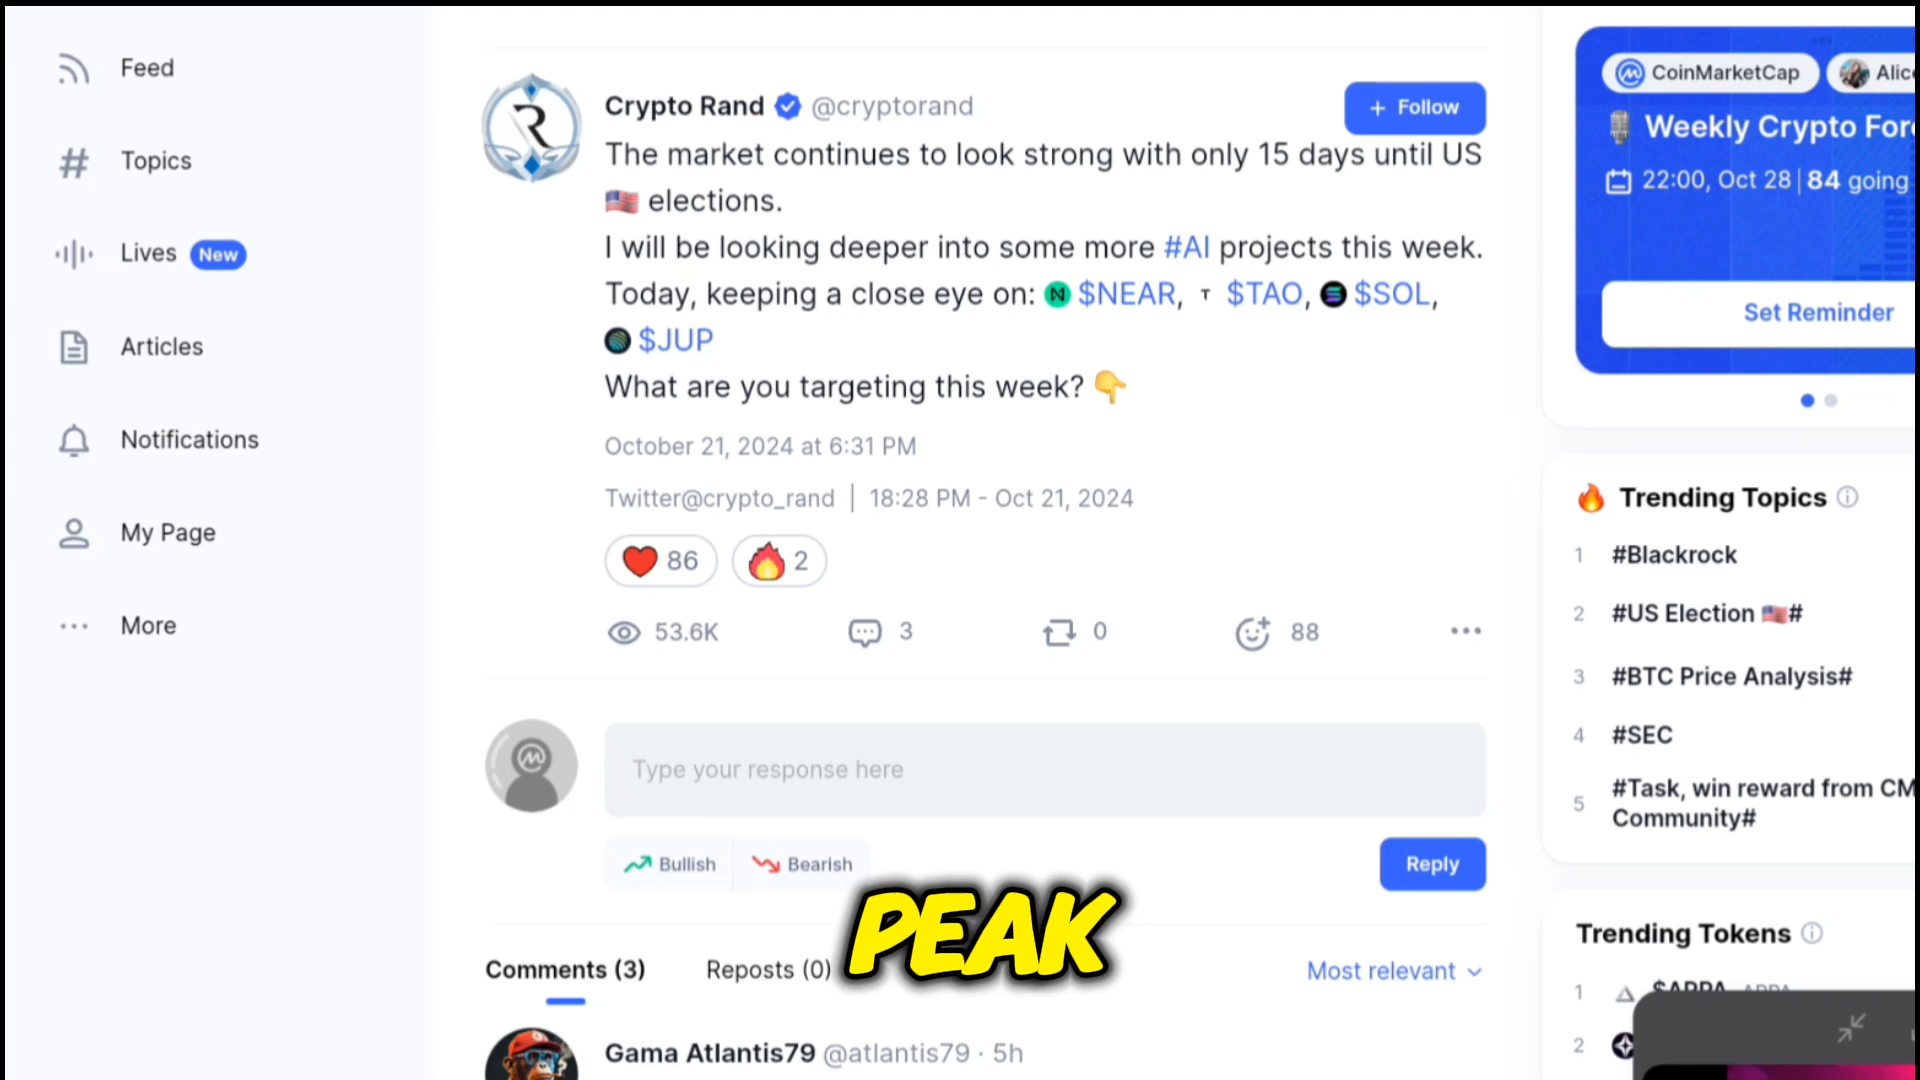 Feed
Topics
Lives New
Articles
Notifications
My Page
More
Crypto Rand @cryptorand
+ Follow
The market continues to look strong with only 15 days until US
🇺🇸 elections.
I will be looking deeper into some more #AI projects this week.
Today, keeping a close eye on: $NEAR, T $TAO, $SOL,
$JUP
What are you targeting this week? 👇
October 21, 2024 at 6:31 PM
Twitter@crypto_rand | 18:28 PM - Oct 21, 2024
❤️ 86 🔥 2
53.6K 3 0 88
Type your response here
Bullish Bearish
Reply
PEAK
Comments (3) Reposts (0)
Most relevant
Gama Atlantis79 @atlantis79 · 5h
CoinMarketCap
Weekly Crypto
22:00, Oct 28 | 84 going
Set Reminder
🔥 Trending Topics
1 #Blackrock
2 #US Election 🇺🇸#
3 #BTC Price Analysis#
4 #SEC
5 #Task, win reward from
Community#
Trending Tokens
1
2